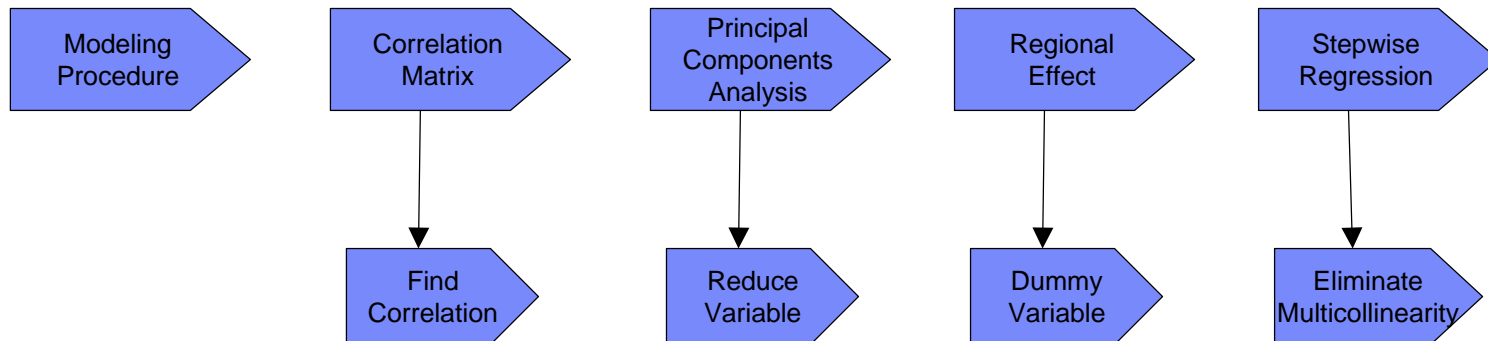 Modeling
Procedure
Correlation
Matrix
Principal
Components
Analysis
Regional
Effect
Stepwise
Regression
Find
Correlation
Reduce
Variable
Dummy
Variable
Eliminate
Multicollinearity